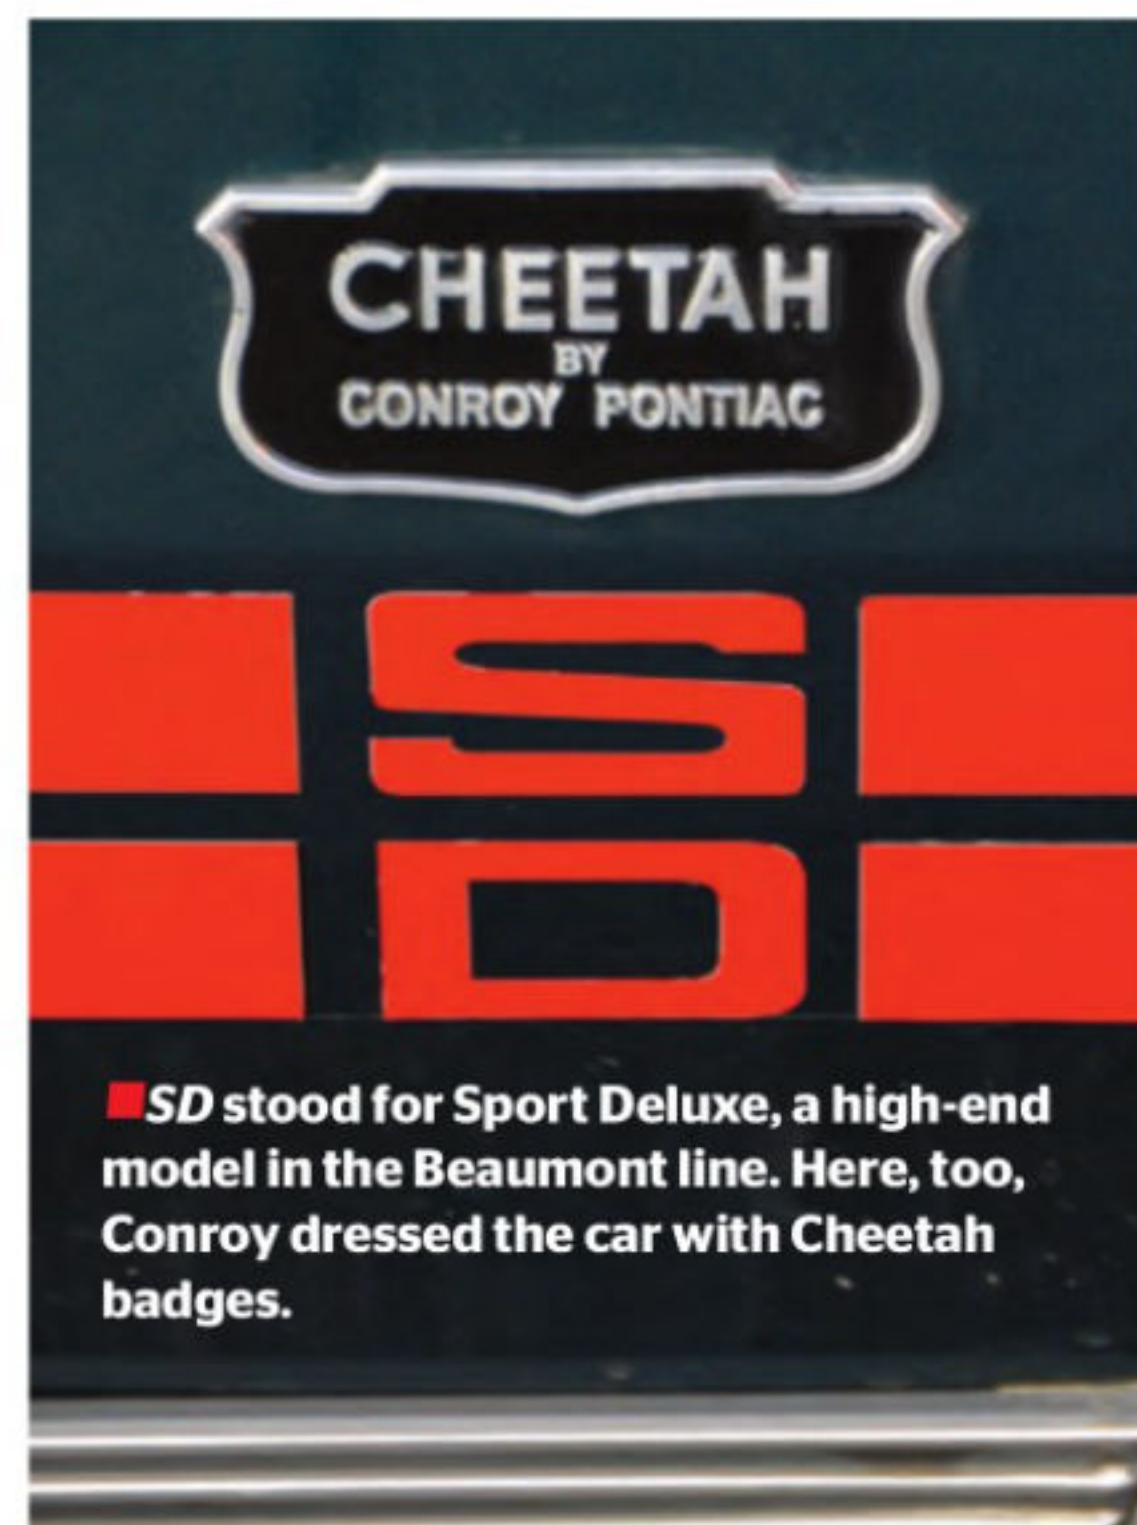 CHEETAH
BY
CONROY PONTIAC
S
D
SD stood for Sport Deluxe, a high-end
model in the Beaumont line. Here, too,
Conroy dressed the car with Cheetah
badges.